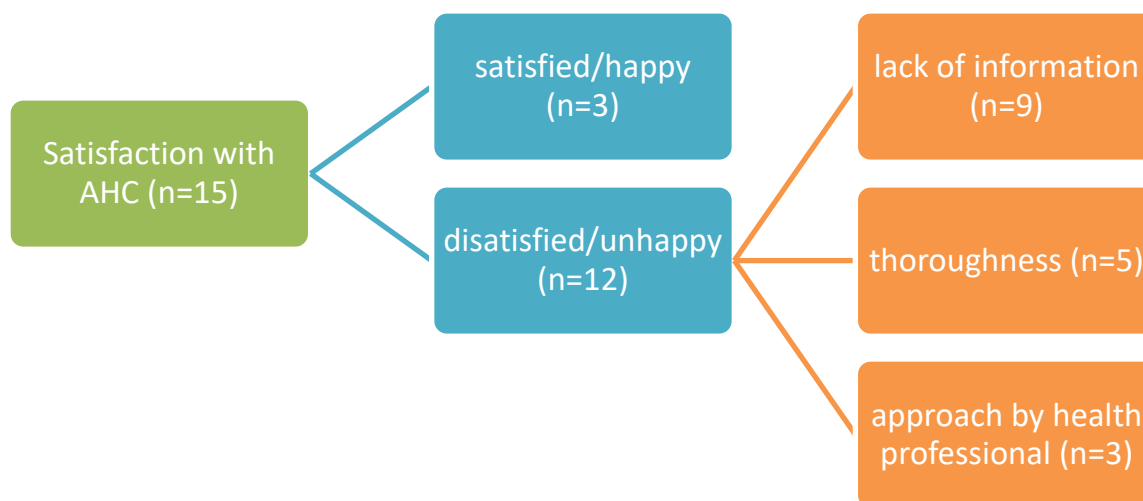 Satisfaction with
AHC (n=15)
satisfied/happy
(n=3)
disatisfied/unhappy
(n=12)
lack of information
(n=9)
thoroughness (n=5)
approach by health
professional (n=3)